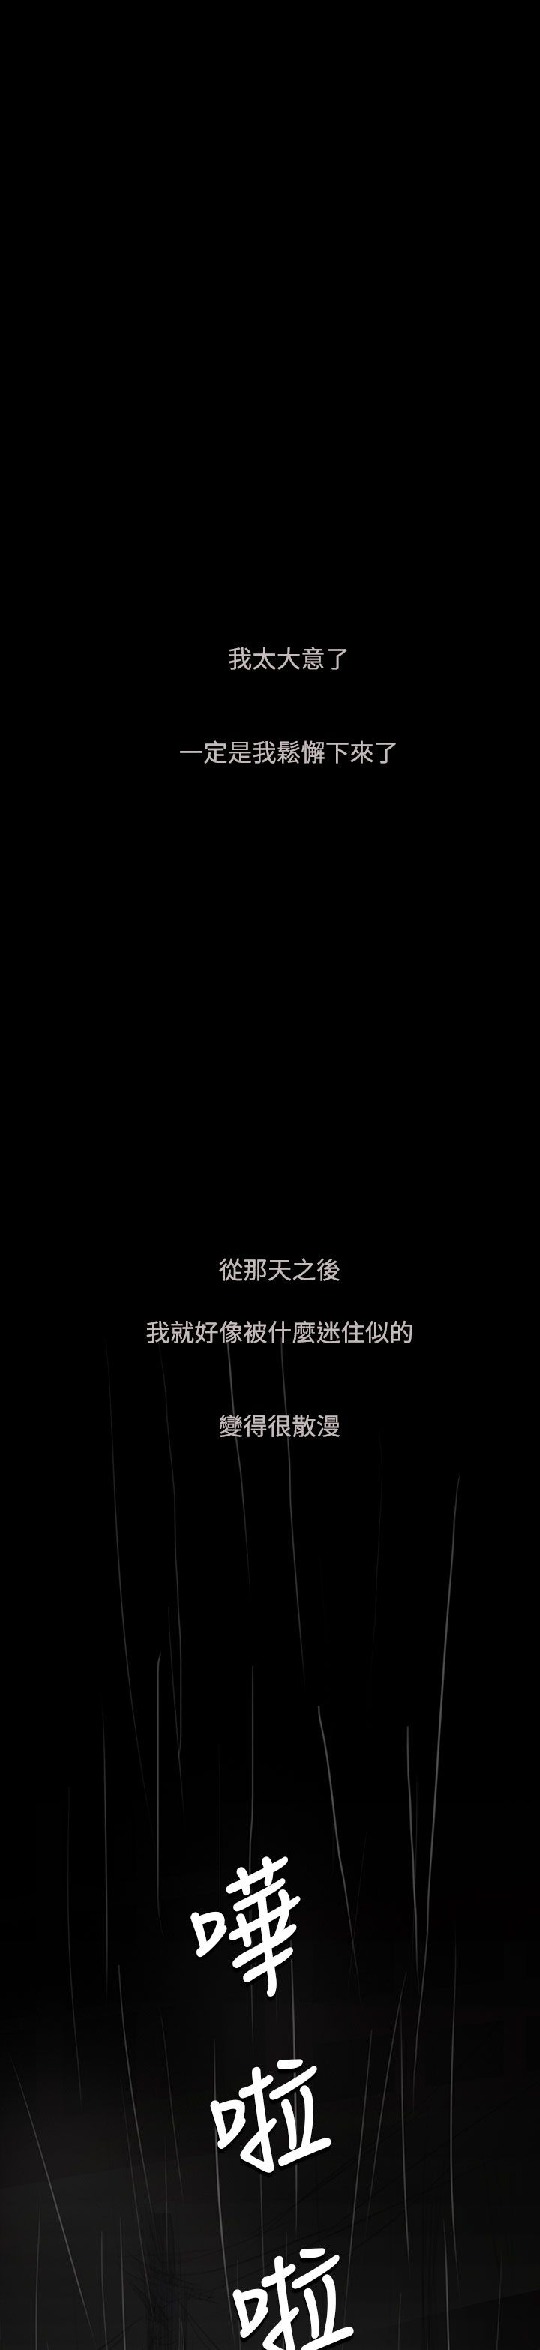 我太大意了
一定是我鬆懈下來了
從那天之後
我就好像被什麼迷住似的
變得很散漫
嘩
啦
啦